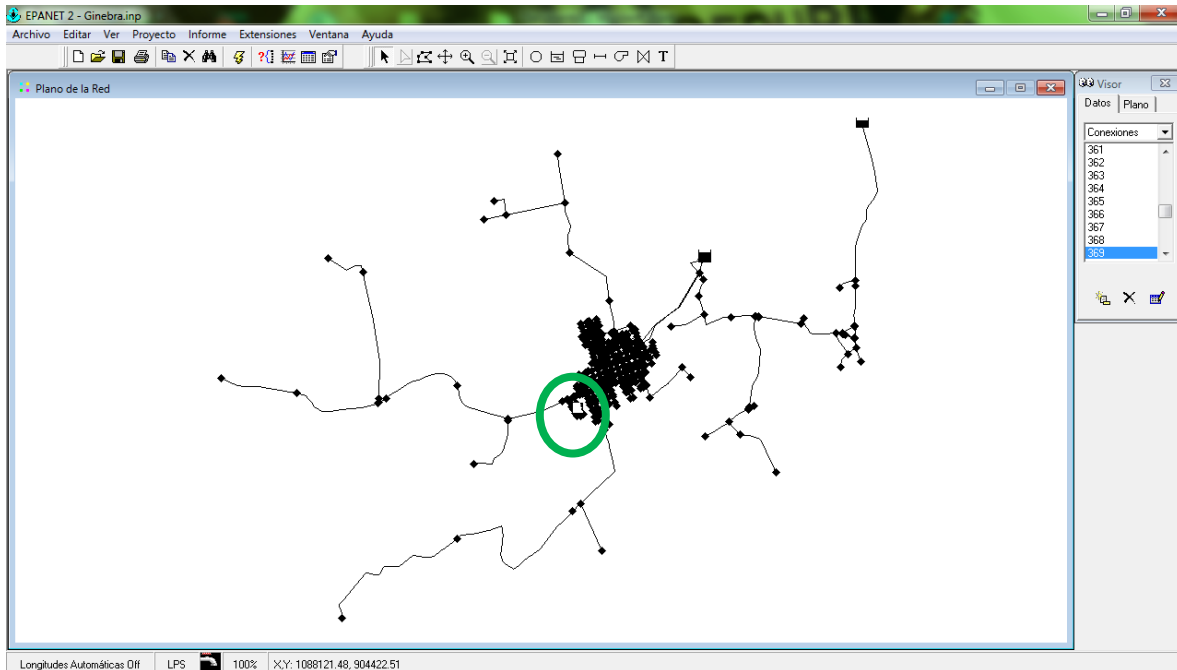 EPANET 2 - Ginebra.inp
Archivo Editar Ver Proyecto Informe Extensiones Ventana Ayuda
T
Plano de la Red
Visor
Datos Plano
Conexiones
361
362
363
364
365
366
367
368
369
Longitudes Automáticas Off LPS 100% X,Y: 1088121.48, 904422.51